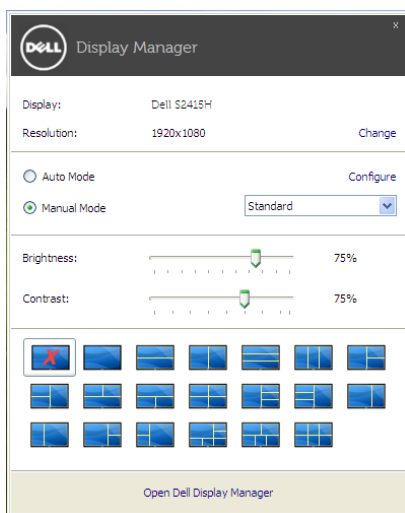 x
DELL Display Manager
Display: Dell S2415H
Resolution: 1920x1080 Change
Auto Mode Configure
Manual Mode Standard
Brightness: 75%
Contrast: 75%
Open Dell Display Manager